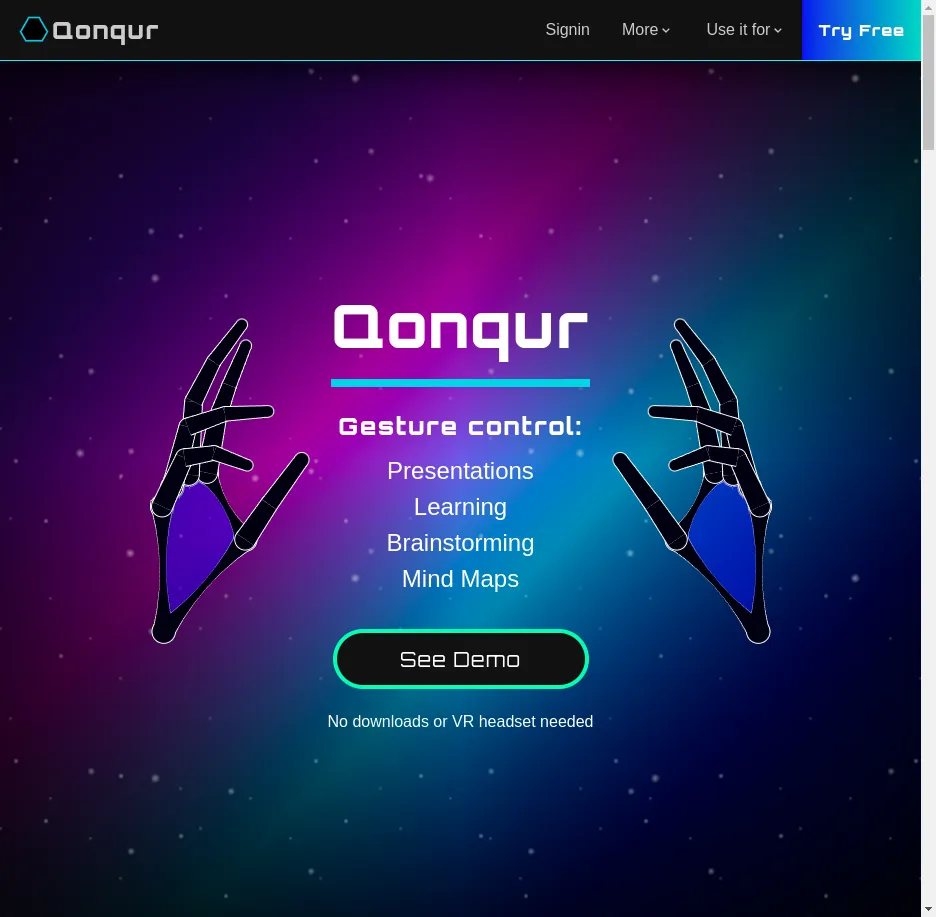 Qonqur
Signin
More
Use it for
Try Free
Qonqur
Gesture control:
Presentations
Learning
Brainstorming
Mind Maps
See Demo
No downloads or VR headset needed